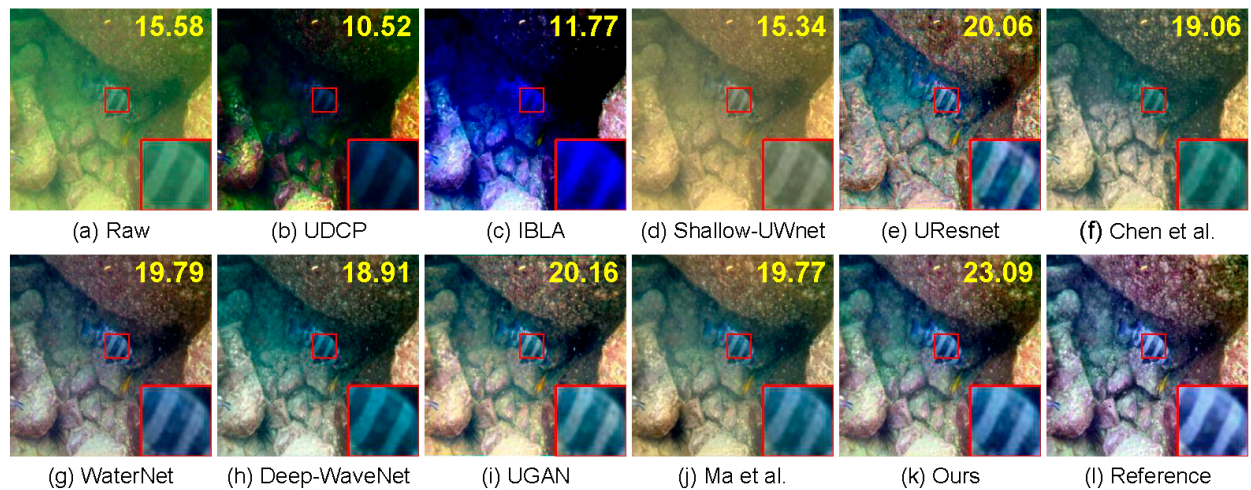 15.58 10.52 11.77 15.34 20.06 19.06
(a) Raw (b) UDCP (c) IBLA (d) Shallow-UWnet (e) UResnet (f) Chen et al.
19.79 18.91 20.16 19.77 23.09
(g) WaterNet (h) Deep-WaveNet (i) UGAN (j) Ma et al. (k) Ours (l) Reference